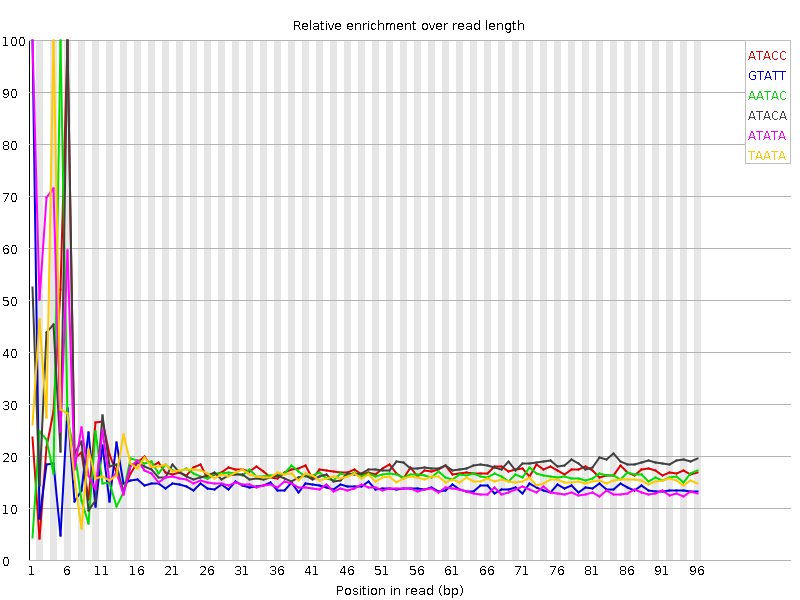 Relative enrichment over read length
100
90
80
70
60
50
40
30
20
10
0
ATACC
GTATT
AATAC
ATACA
ATATA
TAATA
1 6 11 16 21 26 31 36 41 46 51 56 61 66 71 76 81 86 91 96
Position in read (bp)